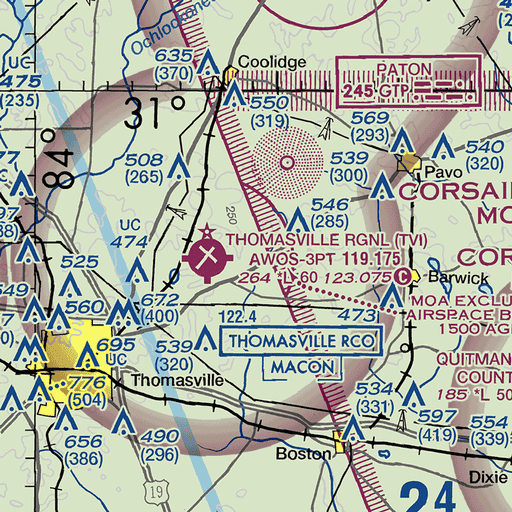 Ochlockonee
635
(370)
Coolidge
UC
475
(235)
31°
550
(319)
PATON
245 GTP
569
(293)
540
(320)
84°
508
(265)
539
(300)
Pavo
CORSAI
MO
546
(285)
250
UC
474
THOMASVILLE RGNL (TVI)
AWOS-3PT 119.175
264 *L 60 123.075 C
COR
Barwick
525
549
560
672
(400)
122.4
473
MOA EXCLU
AIRSPACE B
1500 AG
695
UC
539
(320)
THOMASVILLE RCO
MACON
QUITMAN
COUNT
185 *L 50
776
(504)
Thomasville
534
(331)
597
(419)
554
(339)
656
(386)
490
(296)
Boston
Dixie
19
24